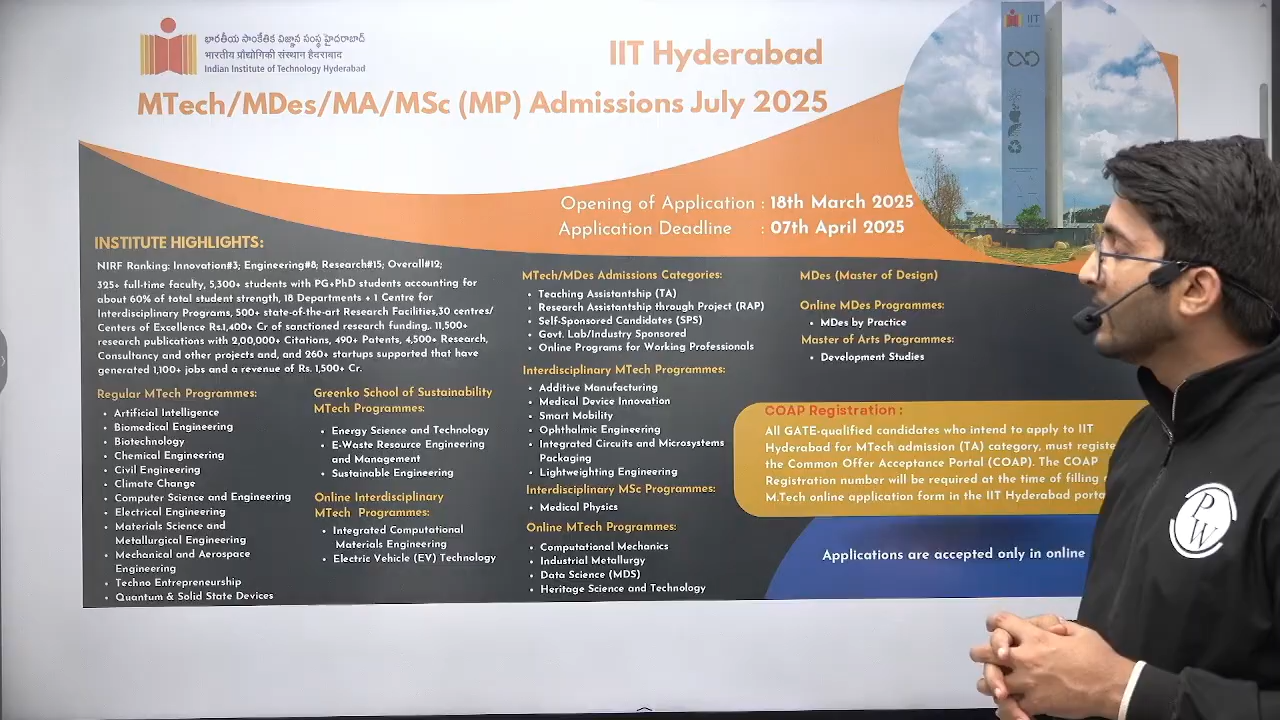 భారతీయ సాంకేతిక విజ్ఞాన సంస్థ హైదరాబాద్
भारतीय प्रौद्योगिकी संस्थान हैदराबाद
Indian Institute of Technology Hyderabad
IIT Hyderabad
MTech/MDes/MA/MSc (MP) Admissions July 2025
IIT
Opening of Application : 18th March 2025
Application Deadline : 07th April 2025
INSTITUTE HIGHLIGHTS:
NIRF Ranking: Innovation#3; Engineering#8; Research#15; Overall#12;
325+ full-time faculty, 5,300+ students with PG+PhD students accounting for
about 60% of total student strength, 18 Departments + 1 Centre for
Interdisciplinary Programs, 500+ state-of-the-art Research Facilities,30 centres/
Centers of Excellence Rs.1,400+ Cr of sanctioned research funding,. 11,500+
research publications with 2,00,000+ Citations, 490+ Patents, 4,500+ Research,
Consultancy and other projects and, and 260+ startups supported that have
generated 1,100+ jobs and a revenue of Rs. 1,500+ Cr.
Regular MTech Programmes:
• Artificial Intelligence
• Biomedical Engineering
• Biotechnology
• Chemical Engineering
• Civil Engineering
• Climate Change
• Computer Science and Engineering
• Electrical Engineering
• Materials Science and
Metallurgical Engineering
• Mechanical and Aerospace
Engineering
• Techno Entrepreneurship
• Quantum & Solid State Devices
Greenko School of Sustainability
MTech Programmes:
• Energy Science and Technology
• E-Waste Resource Engineering
and Management
• Sustainable Engineering
Online Interdisciplinary
MTech Programmes:
• Integrated Computational
Materials Engineering
• Electric Vehicle (EV) Technology
MTech/MDes Admissions Categories:
• Teaching Assistantship (TA)
• Research Assistantship through Project (RAP)
• Self-Sponsored Candidates (SPS)
• Govt. Lab/Industry Sponsored
• Online Programs for Working Professionals
Interdisciplinary MTech Programmes:
• Additive Manufacturing
• Medical Device Innovation
• Smart Mobility
• Ophthalmic Engineering
• Integrated Circuits and Microsystems
Packaging
• Lightweighting Engineering
Interdisciplinary MSc Programmes:
• Medical Physics
Online MTech Programmes:
• Computational Mechanics
• Industrial Metallurgy
• Data Science (MDS)
• Heritage Science and Technology
MDes (Master of Design)
Online MDes Programmes:
• MDes by Practice
Master of Arts Programmes:
• Development Studies
COAP Registration :
All GATE-qualified candidates who intend to apply to IIT
Hyderabad for MTech admission (TA) category, must registe
the Common Offer Acceptance Portal (COAP). The COAP
Registration number will be required at the time of filling
M.Tech online application form in the IIT Hyderabad porta
Applications are accepted only in online
PW